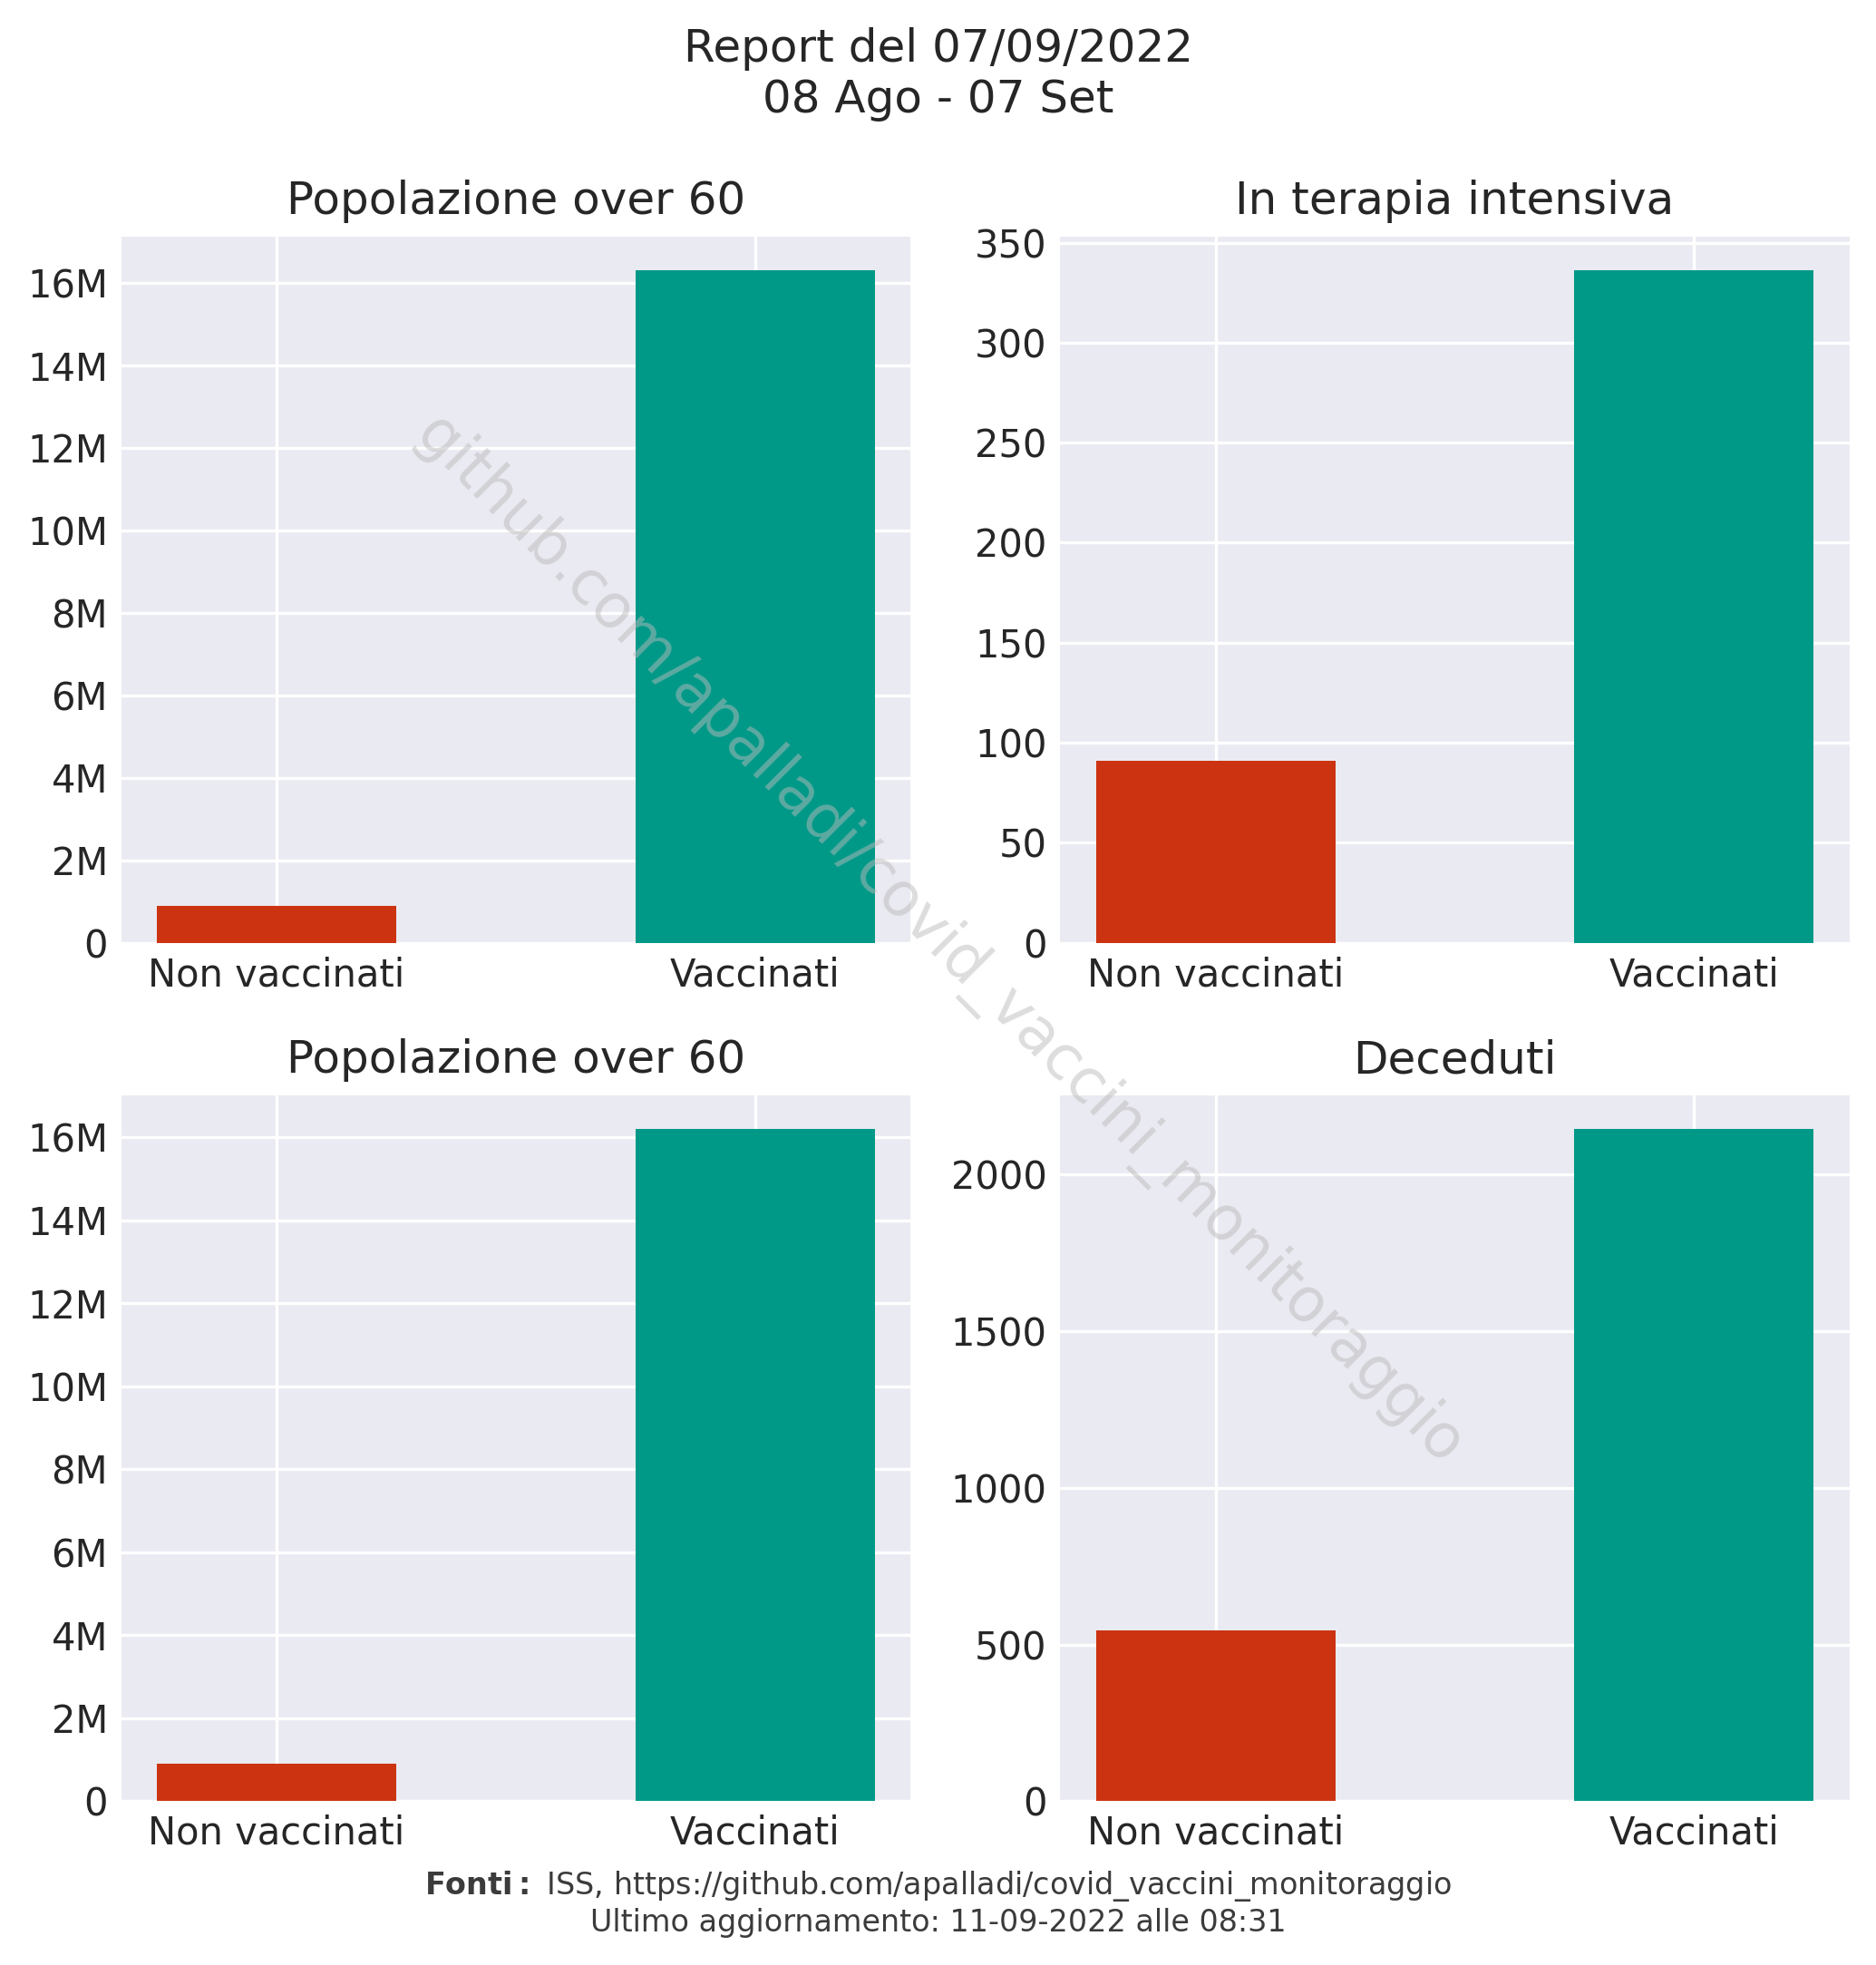 Report del 07/09/2022
08 Ago - 07 Set
Popolazione over 60
16M
14M
12M
10M
8M
6M
4M
2M
0
Non vaccinati
Vaccinati
In terapia intensiva
350
300
250
200
150
100
50
0
Non vaccinati
Vaccinati
Popolazione over 60
16M
14M
12M
10M
8M
6M
4M
2M
0
Non vaccinati
Vaccinati
Deceduti
2000
1500
1000
500
0
Non vaccinati
Vaccinati
github.com/apalladi/covid_vaccini_monitoraggio
Fonti: ISS, https://github.com/apalladi/covid_vaccini_monitoraggio
Ultimo aggiornamento: 11-09-2022 alle 08:31